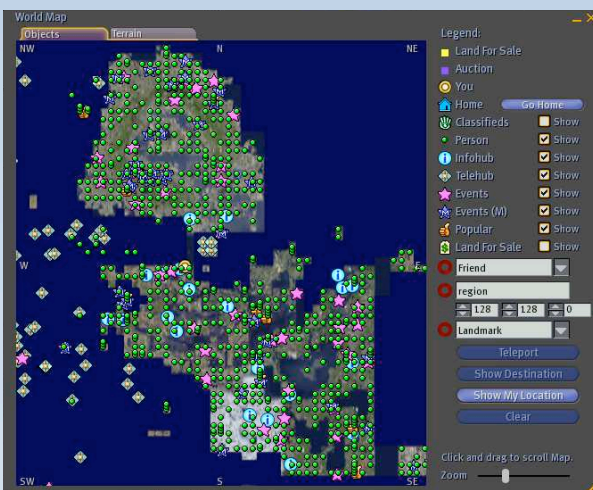 World Map
Objects Terrain
NW N NE
W E
SW S SE
Legend:
Land For Sale
Auction
You
Home Go Home
Classifieds Show
Person Show
Infohub Show
Telehub Show
Events Show
Events (M) Show
Popular Show
Land For Sale Show
Friend
region
128 128 0
Landmark
Teleport
Show Destination
Show My Location
Clear
Click and drag to scroll Map.
Zoom